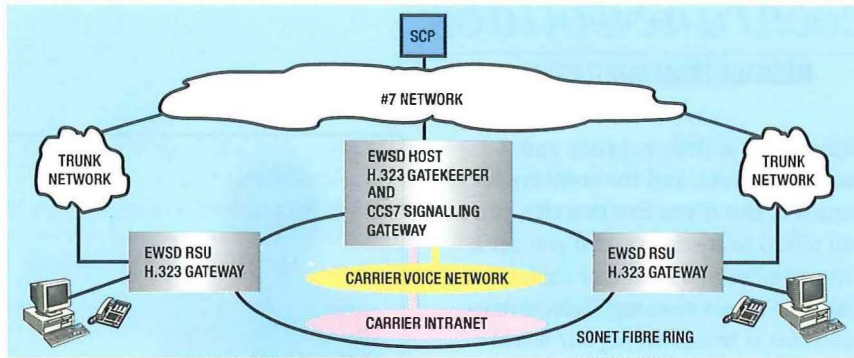 SCP
#7 NETWORK
TRUNK
NETWORK
EWSD HOST
H.323 GATEKEEPER
AND
CCS7 SIGNALLING
GATEWAY
TRUNK
NETWORK
EWSD RSU
H.323 GATEWAY
EWSD RSU
H.323 GATEWAY
CARRIER VOICE NETWORK
CARRIER INTRANET
SONET FIBRE RING